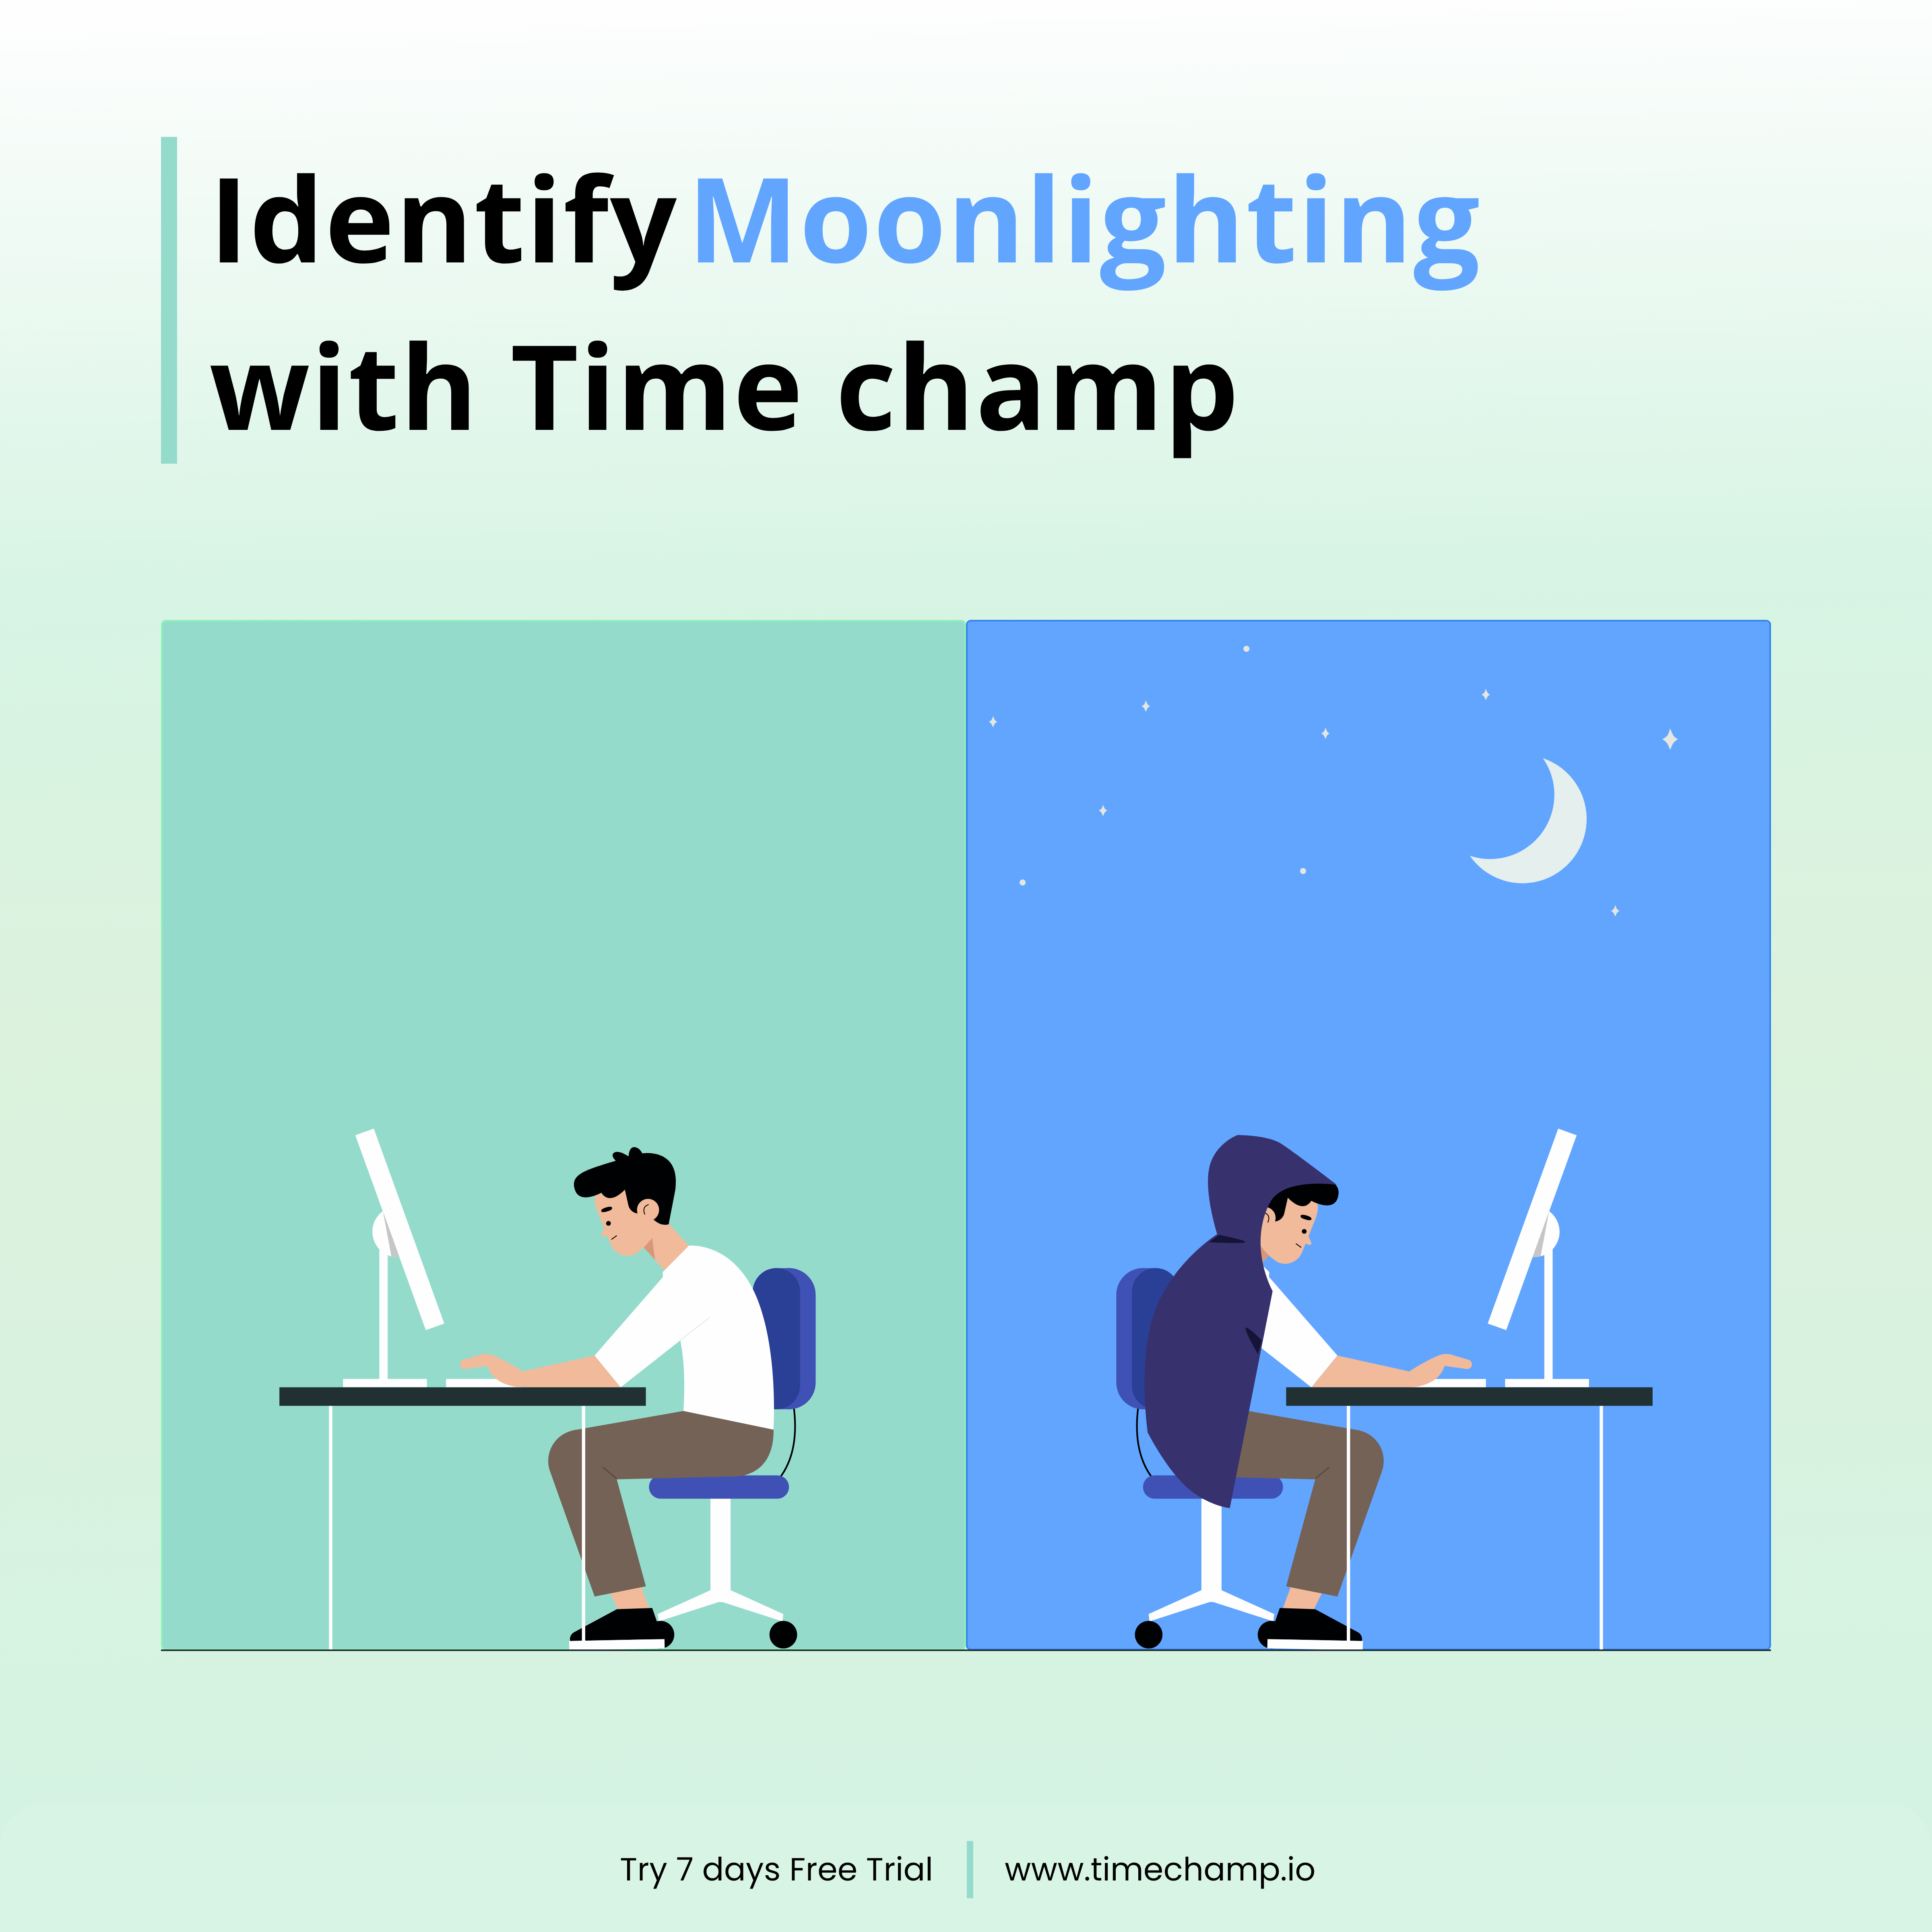 Identify Moonlighting
with Time champ
Try 7 days Free Trial
www.timechamp.io